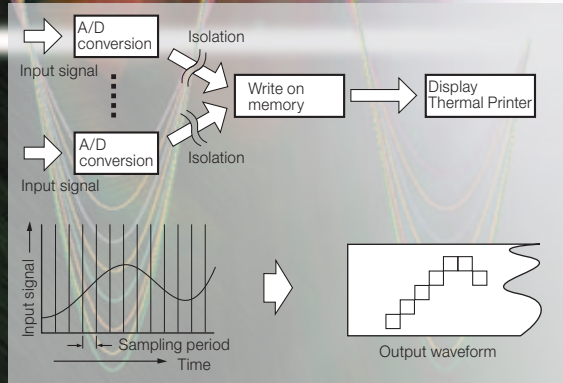 A/D
conversion
Isolation
Input signal
Write on
memory
Display
Thermal Printer
A/D
conversion
Isolation
Input signal
Input signal
Sampling period
Time
Output waveform